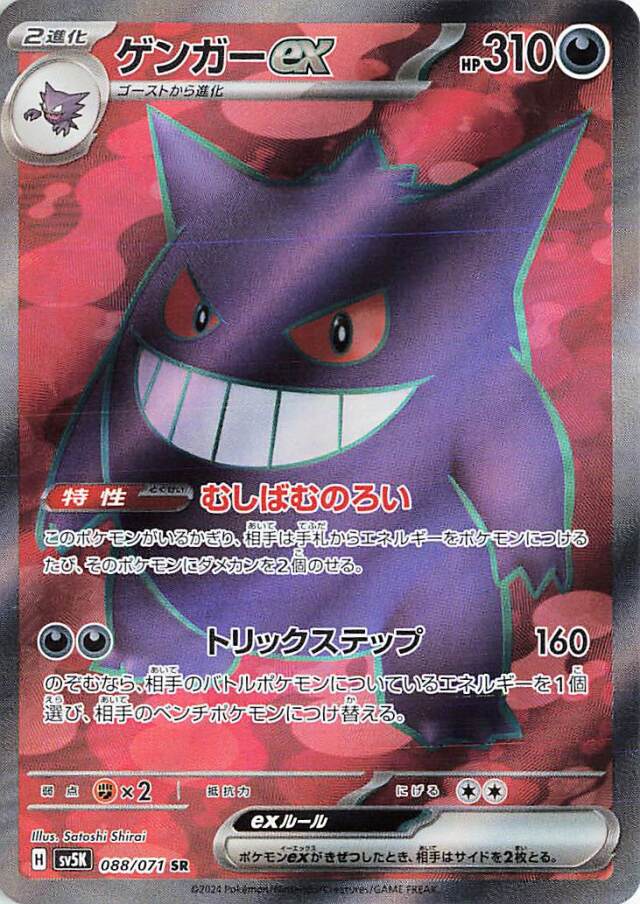 2進化
ゲンガーex
HP310
ゴーストから進化
特性 とくせい むしばむのろい
このポケモンがいるかぎり、相手は手札からエネルギーをポケモンにつける
たび、そのポケモンにダメカンを2個のせる。
トリックステップ 160
のぞむなら、相手のバトルポケモンについているエネルギーを1個
選び、相手のベンチポケモンにつけ替える。
弱点 ×2 抵抗力 にげる
exルール
ポケモンexがきぜつしたとき、相手はサイドを2枚とる。
Illus. Satoshi Shirai
H sv5K 088/071 SR
©2024 Pokémon/Nintendo/Creatures/GAME FREAK